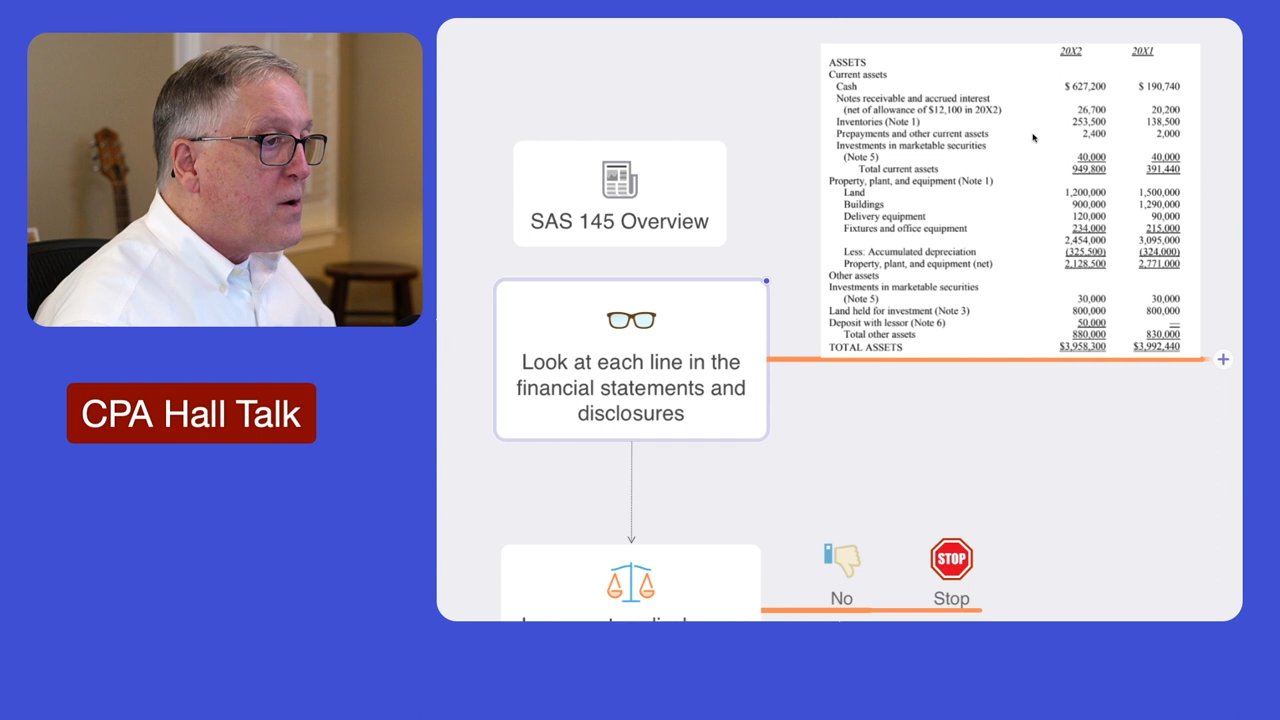 CPA Hall Talk
SAS 145 Overview
Look at each line in the
financial statements and
disclosures
No
STOP
Stop
20X2 20X1
ASSETS
Current assets
Cash $ 627,200 $ 190,740
Notes receivable and accrued interest
(net of allowance of $12,100 in 20X2) 26,700 20,200
Inventories (Note 1) 253,500 138,500
Prepayments and other current assets 2,400 2,000
Investments in marketable securities
(Note 5) 40,000 40,000
Total current assets 949,800 391,440
Property, plant, and equipment (Note 1)
Land 1,200,000 1,500,000
Buildings 900,000 1,290,000
Delivery equipment 120,000 90,000
Fixtures and office equipment 234,000 215,000
2,454,000 3,095,000
Less: Accumulated depreciation (325,500) (324,000)
Property, plant, and equipment (net) 2,128,500 2,771,000
Other assets
Investments in marketable securities
(Note 5) 30,000 30,000
Land held for investment (Note 3) 800,000 800,000
Deposit with lessor (Note 6) 50,000 —
Total other assets 880,000 830,000
TOTAL ASSETS $3,958,300 $3,992,440